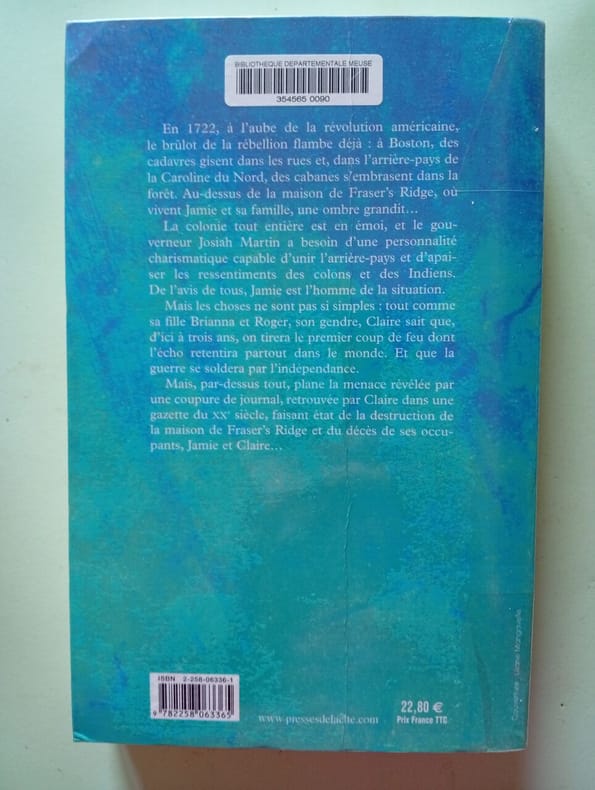 BIBLIOTHEQUE DEPARTEMENTALE MEUSE
354565 0090
En 1722, à l'aube de la révolution américaine,
le brûlot de la rébellion flambe déjà : à Boston, des
cadavres gisent dans les rues et, dans l'arrière-pays de
la Caroline du Nord, des cabanes s'embrasent dans la
forêt. Au-dessus de la maison de Fraser's Ridge, où
vivent Jamie et sa famille, une ombre grandit...
La colonie tout entière est en émoi, et le gou-
verneur Josiah Martin a besoin d'une personnalité
charismatique capable d'unir l'arrière-pays et d'apai-
ser les ressentiments des colons et des Indiens.
De l'avis de tous, Jamie est l'homme de la situation.
Mais les choses ne sont pas si simples : tout comme
sa fille Brianna et Roger, son gendre, Claire sait que,
d'ici à trois ans, on tirera le premier coup de feu dont
l'écho retentira partout dans le monde. Et que la
guerre se soldera par l'indépendance.
Mais, par-dessus tout, plane la menace révélée par
une coupure de journal, retrouvée par Claire dans une
gazette du XXe siècle, faisant état de la destruction de
la maison de Fraser's Ridge et du décès de ses occu-
pants, Jamie et Claire...
ISBN 2-258-06336-1
9 782258 063365
www.pressesdelacite.com
22,80 €
Prix France TTC
Couverture :